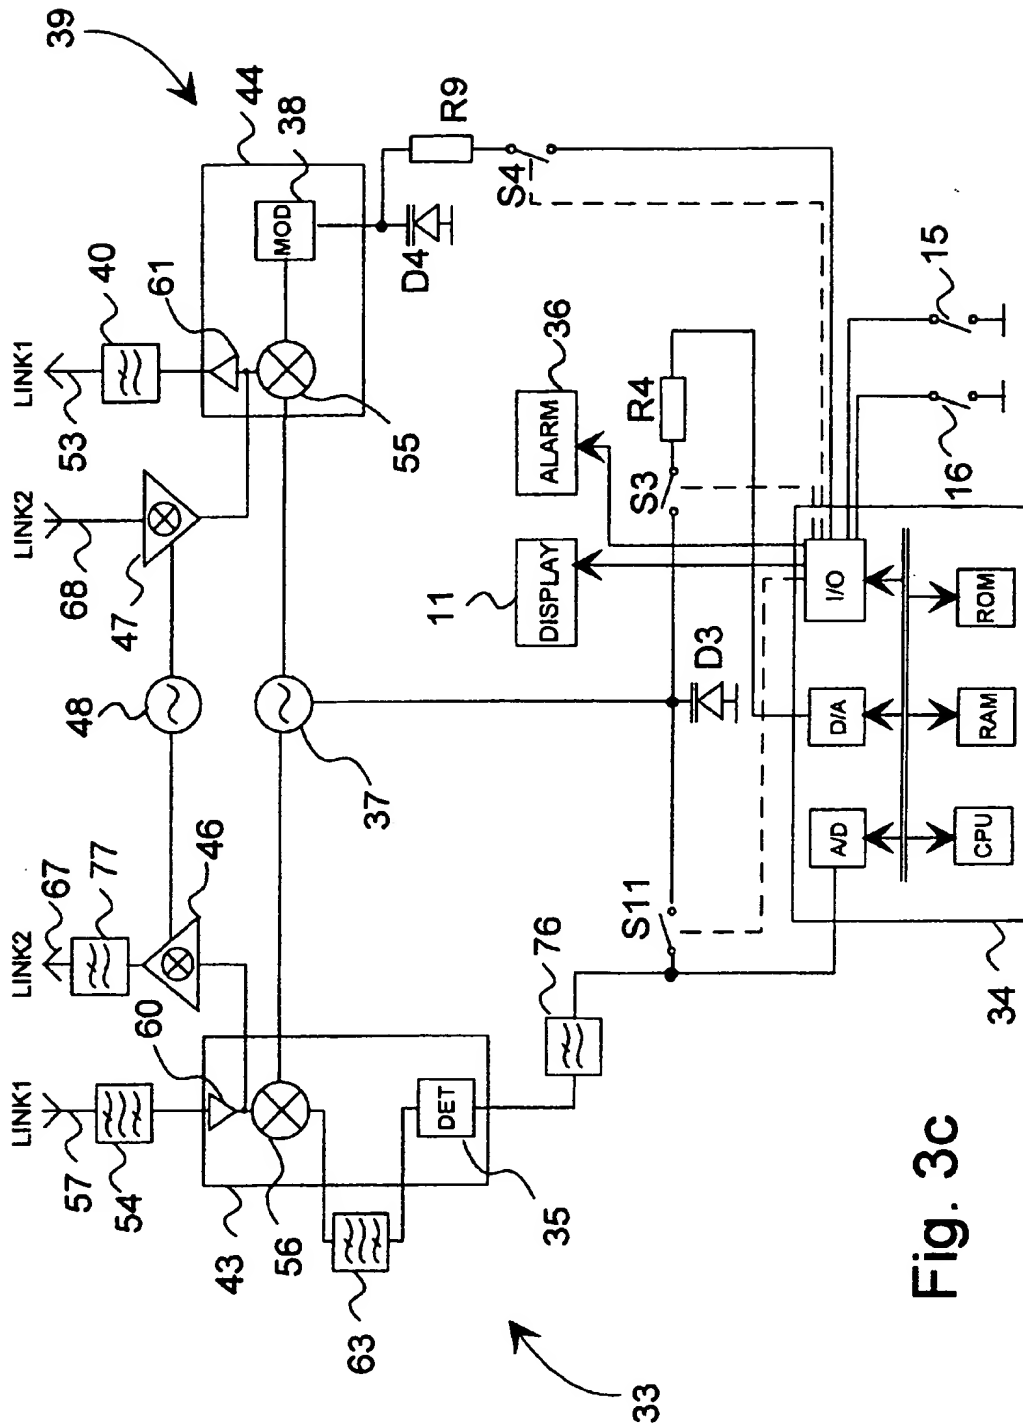 39
LINK1
53
40
61
44
38
MOD
55
D4
R9
S4
LINK2
68
47
48
37
LINK2
67
77
46
LINK1
57
54
60
43
56
63
DET
35
33
76
S11
D3
S3
R4
11
DISPLAY
ALARM
36
15
16
34
A/D
D/A
I/O
CPU
RAM
ROM
Fig. 3c